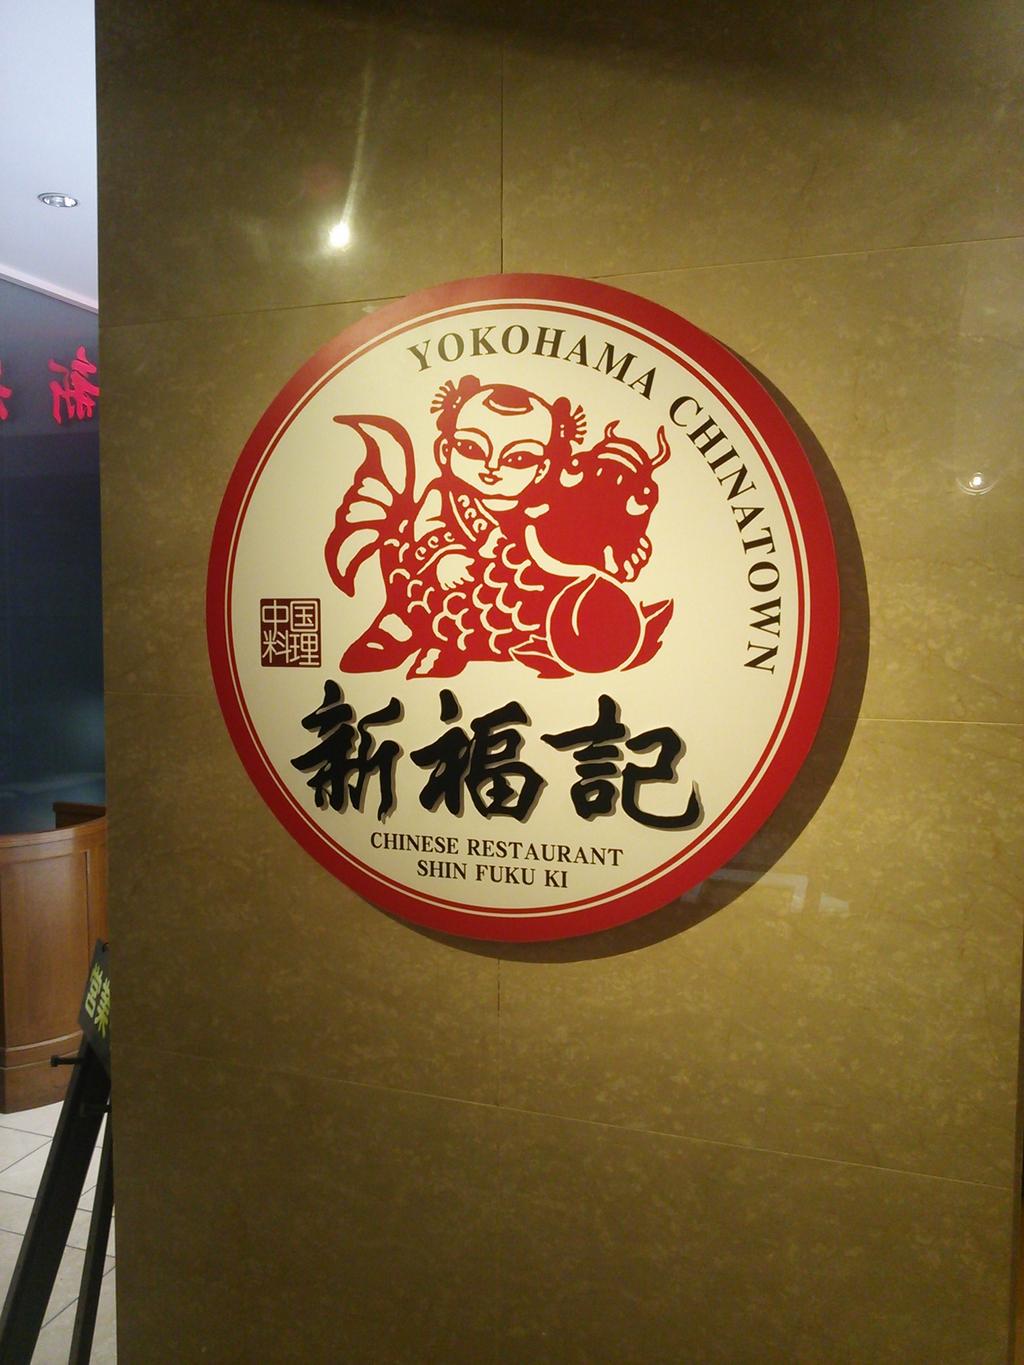 YOKOHAMA CHINATOWN
中国
料理
新福記
CHINESE RESTAURANT
SHIN FUKU KI